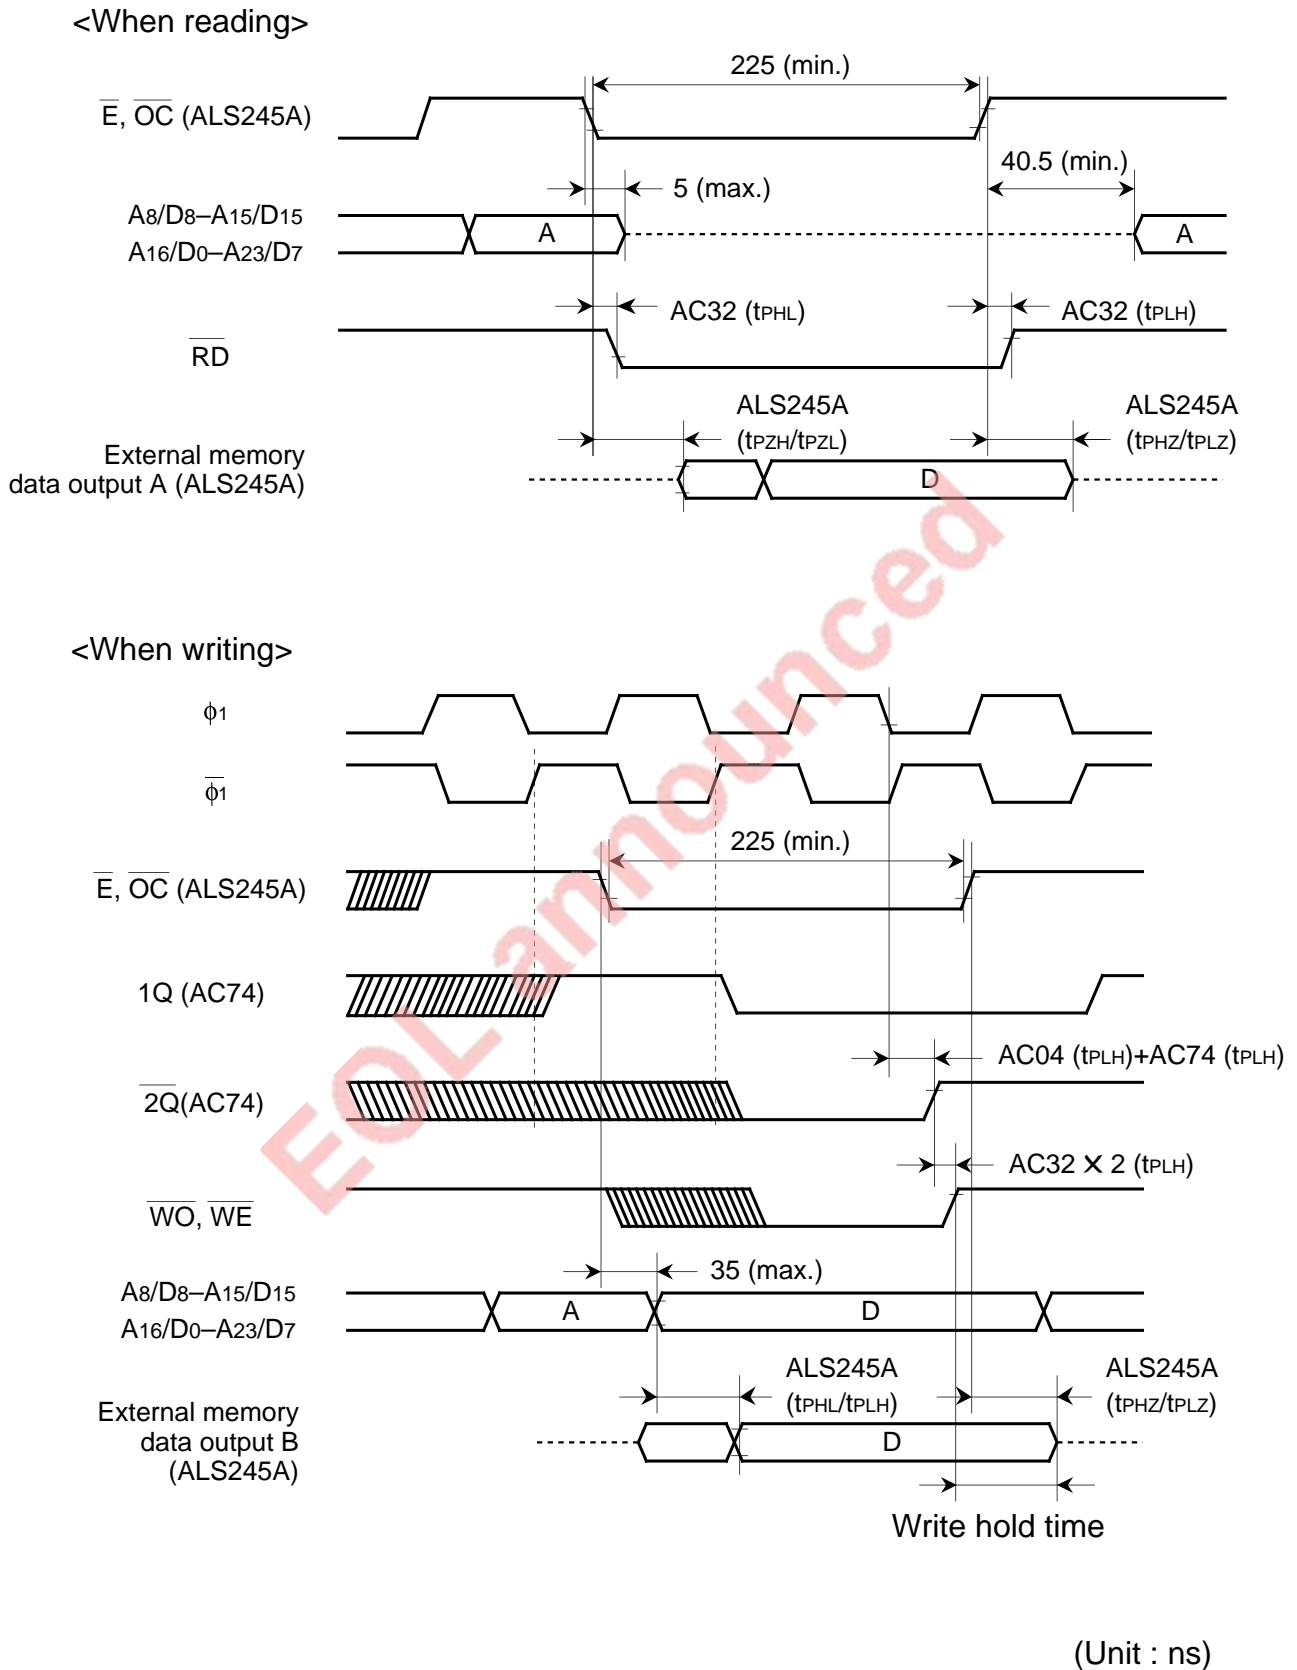 <When reading>
225 (min.)
E, OC (ALS245A)
40.5 (min.)
5 (max.)
A8/D8–A15/D15
A16/D0–A23/D7
A
A
AC32 (tPHL)
AC32 (tPLH)
RD
ALS245A
(tPZH/tPZL)
ALS245A
(tPHZ/tPLZ)
External memory
data output A (ALS245A)
D
<When writing>
ϕ1
ϕ1
225 (min.)
E, OC (ALS245A)
1Q (AC74)
AC04 (tPLH)+AC74 (tPLH)
2Q(AC74)
AC32 X 2 (tPLH)
WO, WE
35 (max.)
A8/D8–A15/D15
A16/D0–A23/D7
A
D
ALS245A
(tPHL/tPLH)
ALS245A
(tPHZ/tPLZ)
External memory
data output B
(ALS245A)
D
Write hold time
(Unit : ns)
EOL announced